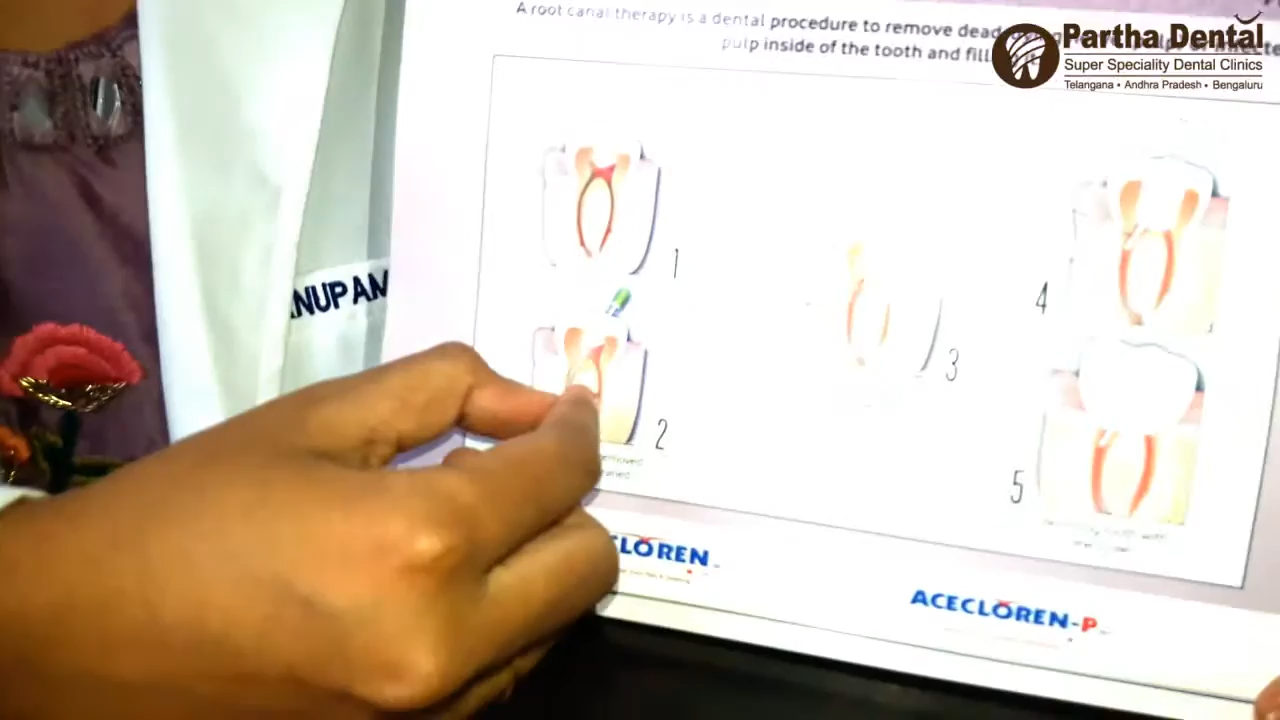 A root canal therapy is a dental procedure to remove dead
pulp inside of the tooth and fill
Partha Dental
Super Speciality Dental Clinics
Telangana • Andhra Pradesh • Bengaluru
1
NUPAM
4
3
2
5
CLOREN
ACECLOREN-P